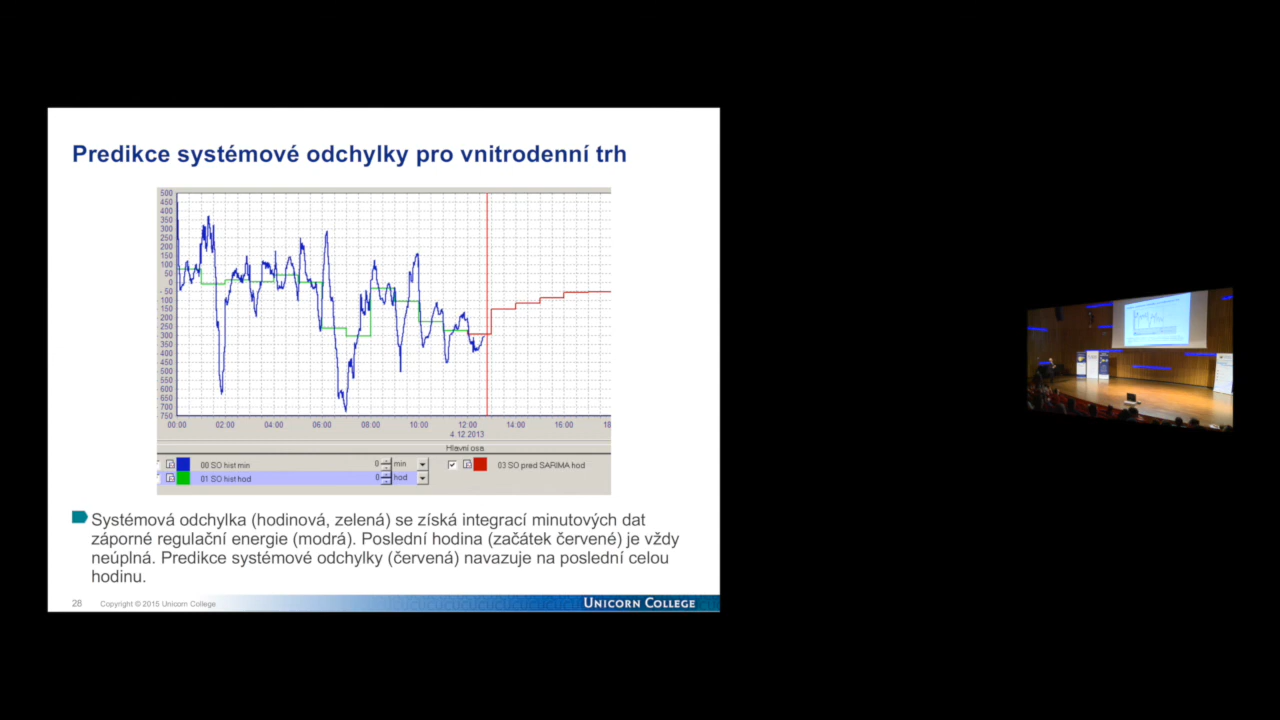 Predikce systémové odchylky pro vnitrodenní trh
500
450
400
350
300
250
200
150
100
50
0
- 50
100
150
200
250
300
350
400
450
500
550
600
650
700
750
00:00 02:00 04:00 06:00 08:00 10:00 12:00 14:00 16:00 18
4.12.2013
Hlavní osa
00 SO hist min 0 min 03 SO pred SARIMA hod
01 SO hist hod 0 hod
Systémová odchylka (hodinová, zelená) se získá integrací minutových dat
záporné regulační energie (modrá). Poslední hodina (začátek červené) je vždy
neúplná. Predikce systémové odchylky (červená) navazuje na poslední celou
hodinu.
28 Copyright © 2015 Unicorn College UNICORN COLLEGE